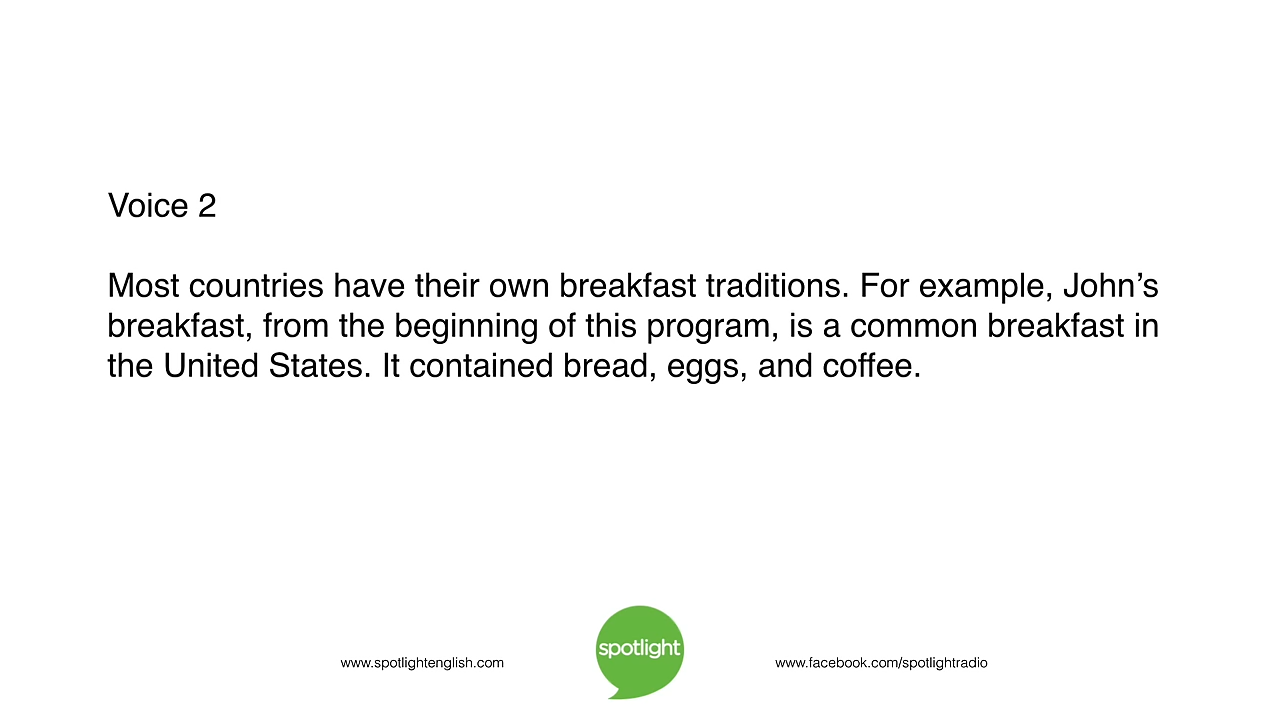 Voice 2
Most countries have their own breakfast traditions. For example, John’s
breakfast, from the beginning of this program, is a common breakfast in
the United States. It contained bread, eggs, and coffee.
spotlight
www.spotlightenglish.com
www.facebook.com/spotlightradio